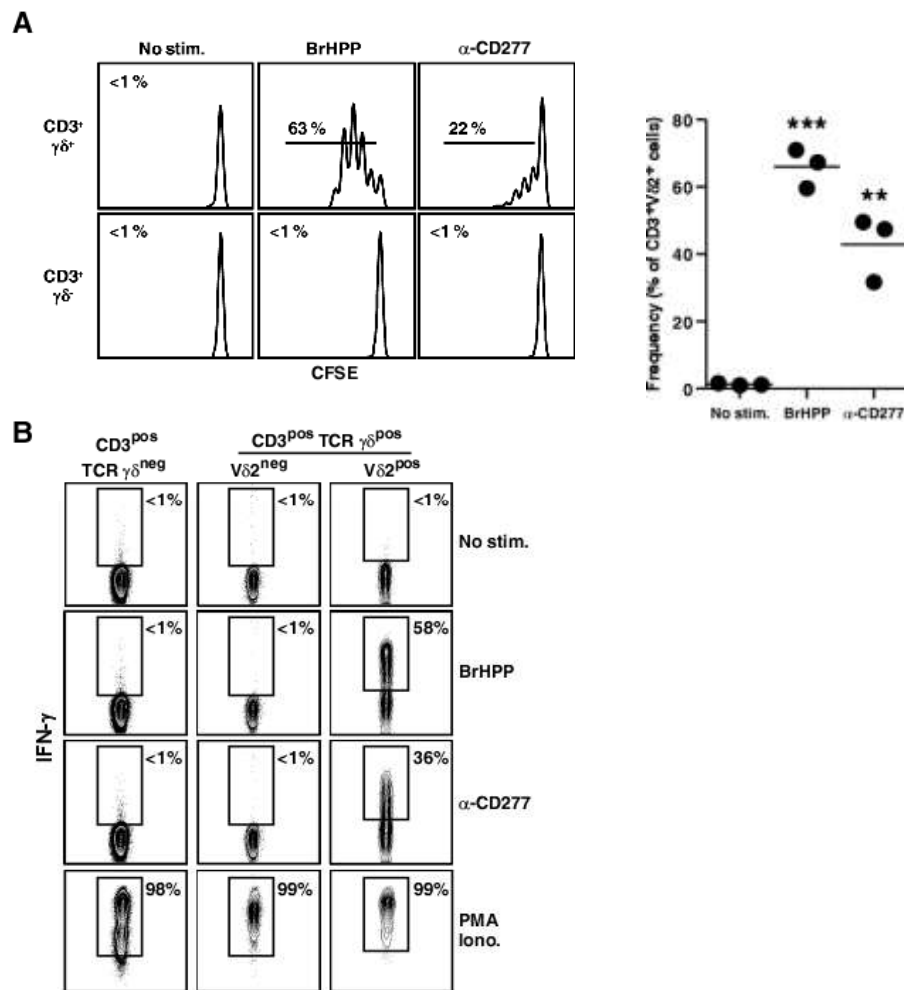 A
No stim.
BrHPP
α-CD277
CD3+
γδ+
<1 %
63 %
22 %
CD3+
γδ-
<1 %
<1 %
<1 %
CFSE
Frequency (% of CD3+Vδ2+ cells)
80
60
40
20
0
***
**
No stim.
BrHPP
α-CD277
B
CD3pos
TCR γδneg
CD3pos TCR γδpos
Vδ2neg
Vδ2pos
IFN-γ
<1%
<1%
<1%
No stim.
<1%
<1%
58%
BrHPP
<1%
<1%
36%
α-CD277
98%
99%
99%
PMA
Iono.